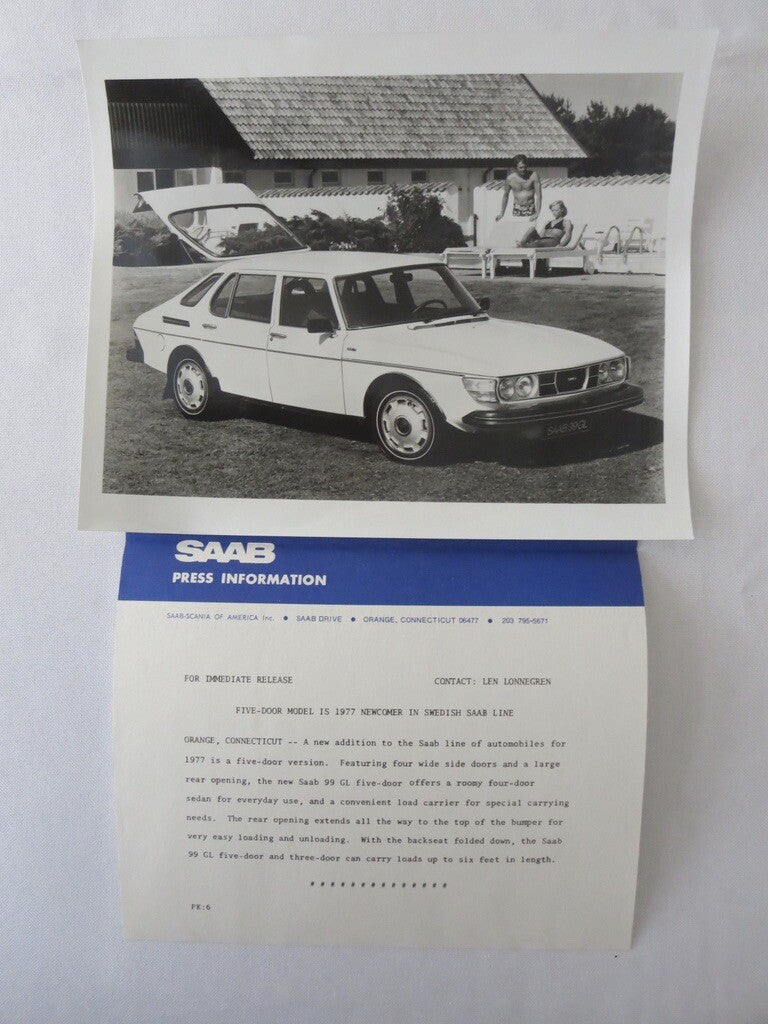 SAAB 99 GL
SAAB
PRESS INFORMATION
SAAB-SCANIA OF AMERICA Inc. ● SAAB DRIVE ● ORANGE, CONNECTICUT 06477 ● 203 795-5671
FOR IMMEDIATE RELEASE CONTACT: LEN LONNEGREN
FIVE-DOOR MODEL IS 1977 NEWCOMER IN SWEDISH SAAB LINE
ORANGE, CONNECTICUT -- A new addition to the Saab line of automobiles for
1977 is a five-door version. Featuring four wide side doors and a large
rear opening, the new Saab 99 GL five-door offers a roomy four-door
sedan for everyday use, and a convenient load carrier for special carrying
needs. The rear opening extends all the way to the top of the bumper for
very easy loading and unloading. With the backseat folded down, the Saab
99 GL five-door and three-door can carry loads up to six feet in length.
# # # # # # # # # # # # # #
PK:6